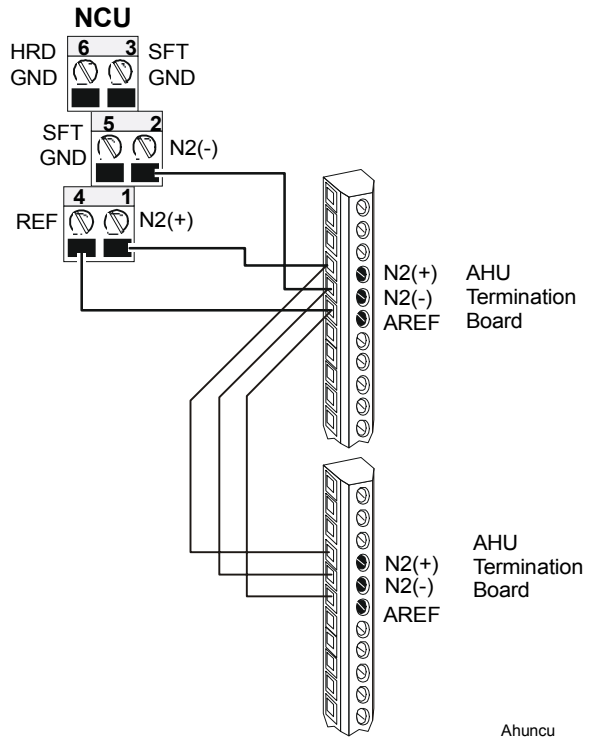 NCU
HRD 6 3 SFT
GND GND
SFT 5 2
GND N2(-)
4 1
REF N2(+)
N2(+) AHU
N2(-) Termination
AREF Board
AHU
N2(+) Termination
N2(-) Board
AREF
Ahuncu